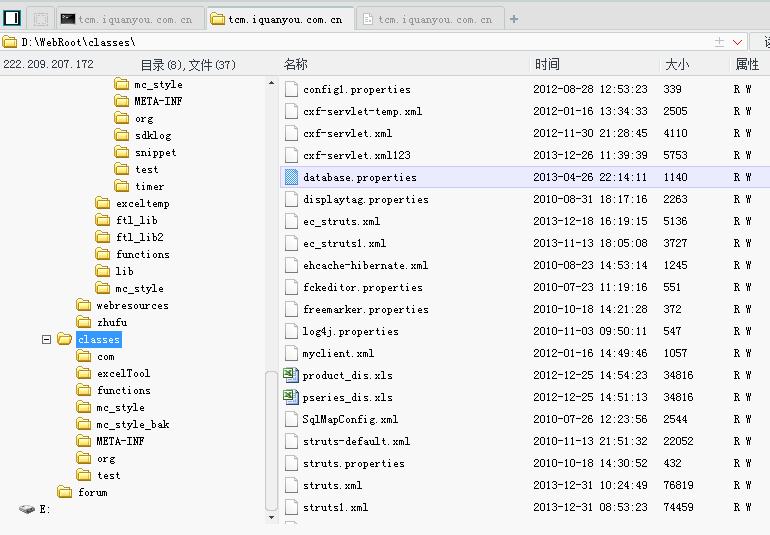 tcm.iquanyou.com.cn tcm.iquanyou.com.cn tcm.iquanyou.com.cn +
D:\WebRoot\classes\
222.209.207.172 目录(8),文件(37) 名称 时间 大小 属性
mc_style
META-INF
org
sdklog
snippet
test
timer
exceltemp
ftl_lib
ftl_lib2
functions
lib
mc_style
webresources
zhufu
classes
com
excelTool
functions
mc_style
mc_style_bak
META-INF
org
test
forum
E:
config1.properties 2012-08-28 12:53:23 339 R W
cxf-servlet-temp.xml 2012-01-16 13:34:33 2505 R W
cxf-servlet.xml 2012-11-30 21:28:45 4110 R W
cxf-servlet.xml123 2013-12-26 11:39:39 5753 R W
database.properties 2013-04-26 22:14:11 1140 R W
displaytag.properties 2010-08-31 18:17:16 2263 R W
ec_struts.xml 2013-12-18 16:19:15 5136 R W
ec_struts1.xml 2013-11-13 18:05:08 3727 R W
ehcache-hibernate.xml 2010-08-23 14:53:14 1245 R W
fckeditor.properties 2010-07-23 11:19:16 551 R W
freemarker.properties 2010-10-18 14:21:28 372 R W
log4j.properties 2010-11-03 09:50:11 547 R W
myclient.xml 2012-01-16 14:49:46 1057 R W
product_dis.xls 2012-12-25 14:54:23 34816 R W
pseries_dis.xls 2012-12-25 14:51:13 34816 R W
SqlMapConfig.xml 2010-07-26 12:23:56 2544 R W
struts-default.xml 2010-11-13 21:51:32 22052 R W
struts.properties 2010-10-18 14:30:52 432 R W
struts.xml 2013-12-31 10:24:49 76819 R W
struts1.xml 2013-12-31 08:53:23 74459 R W